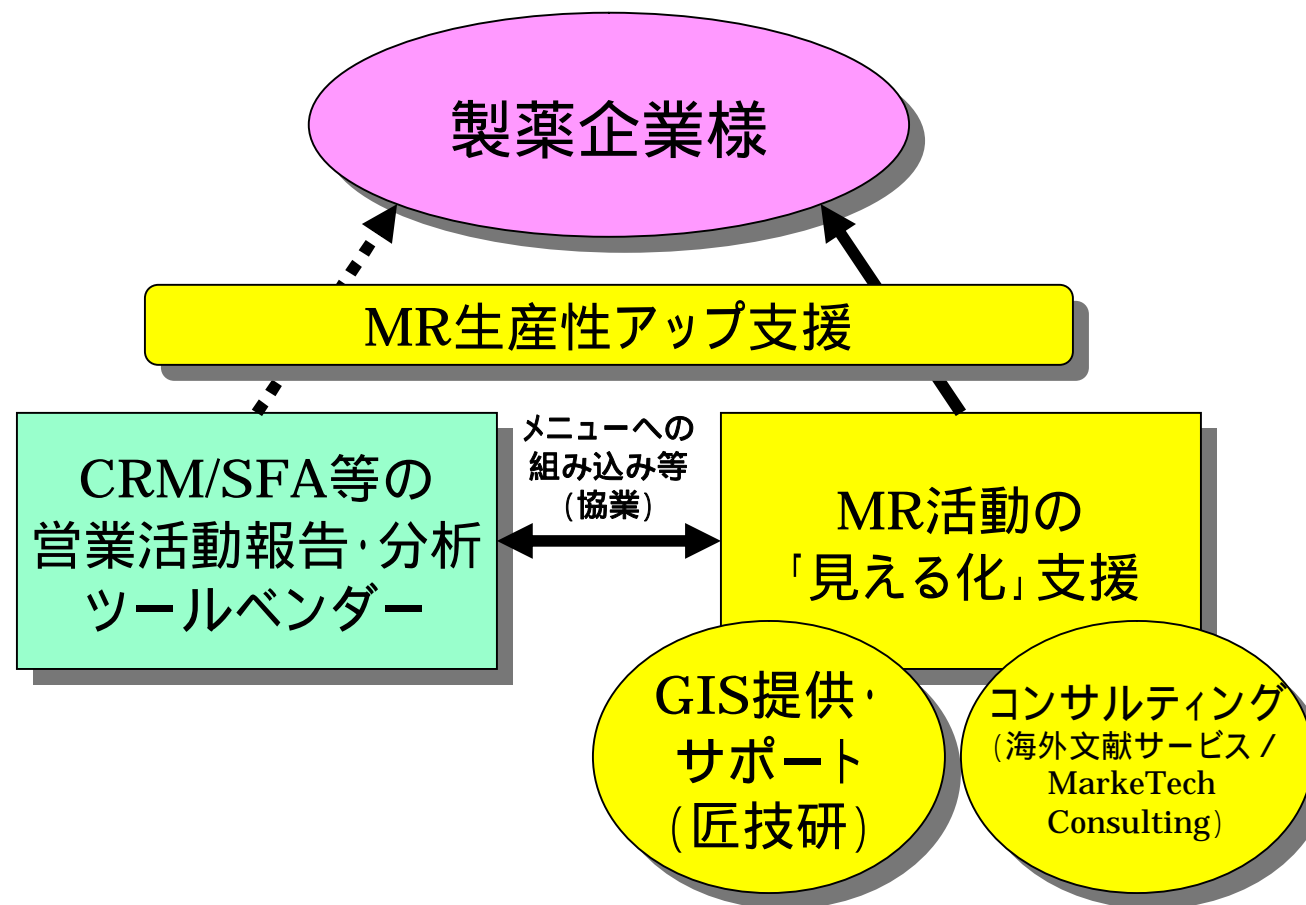 製薬企業様
MR生産性アップ支援
CRM/SFA等の
営業活動報告・分析
ツールベンダー
メニューへの
組み込み等
(協業)
MR活動の
「見える化」支援
GIS提供・
サポート
(匠技研)
コンサルティング
(海外文献サービス/
MarkeTech
Consulting)